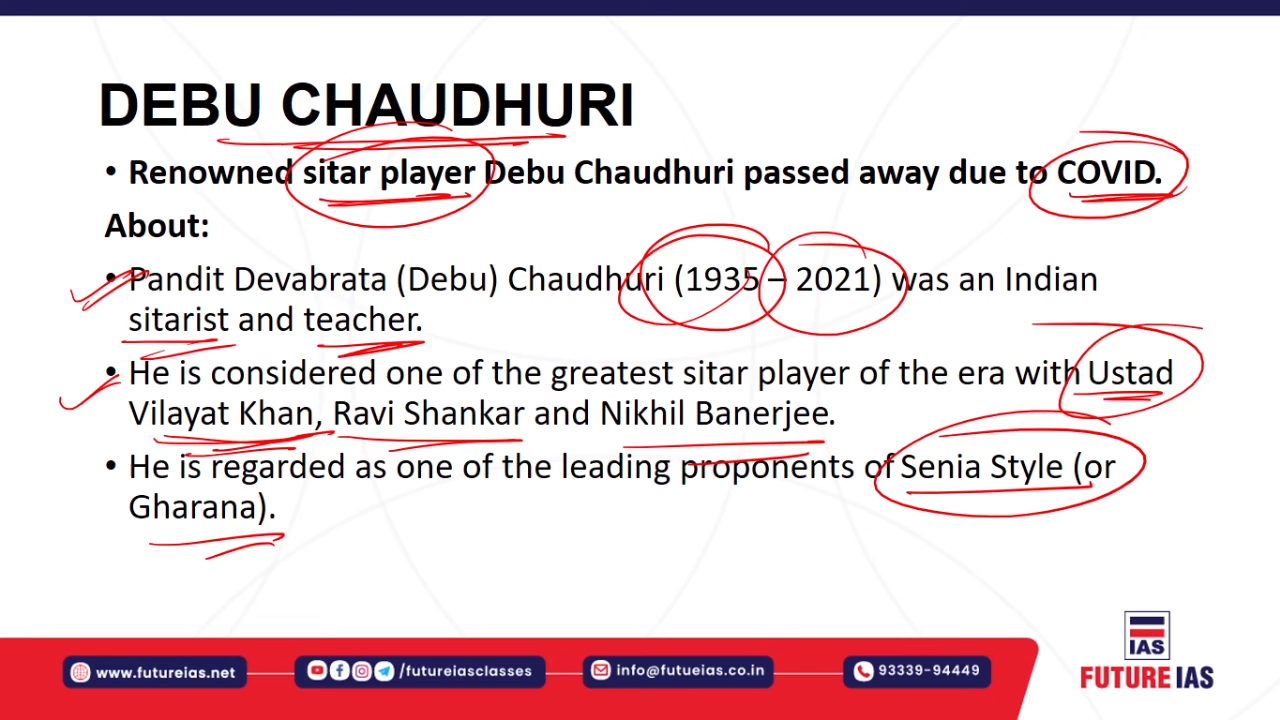 DEBU CHAUDHURI
• Renowned sitar player Debu Chaudhuri passed away due to COVID.
About:
• Pandit Devabrata (Debu) Chaudhuri (1935 – 2021) was an Indian
sitarist and teacher.
• He is considered one of the greatest sitar player of the era with Ustad
Vilayat Khan, Ravi Shankar and Nikhil Banerjee.
• He is regarded as one of the leading proponents of Senia Style (or
Gharana).
IAS
FUTURE IAS
www.futureias.net
/futureiasclasses
info@futueias.co.in
93339-94449